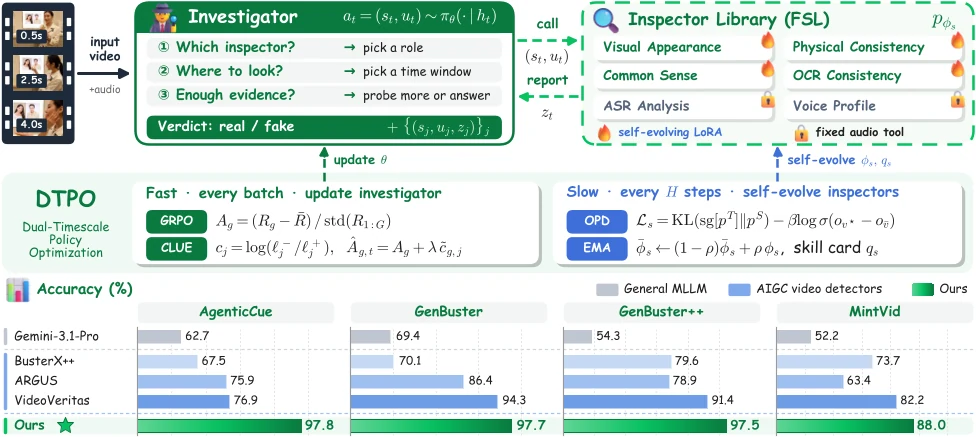 0.5s
2.5s
4.0s
input
video
+audio
Investigator
a_t = (s_t, u_t) ∼ π_θ(· | h_t)
① Which inspector? → pick a role
② Where to look? → pick a time window
③ Enough evidence? → probe more or answer
Verdict: real / fake + {(s_j, u_j, z_j)}_j
call
(s_t, u_t)
report
z_t
Inspector Library (FSL) p_{ϕ_s}
Visual Appearance
Physical Consistency
Common Sense
OCR Consistency
ASR Analysis
Voice Profile
self-evolving LoRA
fixed audio tool
update θ
self-evolve ϕ_s, q_s
DTPO
Dual-Timescale
Policy
Optimization
Fast · every batch · update investigator
GRPO A_g = (R_g − R̄) / std(R_{1:G})
CLUE c_j = log(ℓ_j^− / ℓ_j^+), Â_{g,t} = A_g + λ c̃_{g,j}
Slow · every H steps · self-evolve inspectors
OPD ℒ_s = KL(sg[p^T]‖p^S) − β log σ(o_{v⋆} − o_{v̄})
EMA ϕ̄_s ← (1−ρ)ϕ̄_s + ρ ϕ_s, skill card q_s
Accuracy (%)
General MLLM
AIGC video detectors
Ours
AgenticCue
GenBuster
GenBuster++
MintVid
Gemini-3.1-Pro 62.7 69.4 54.3 52.2
BusterX++ 67.5 70.1 79.6 73.7
ARGUS 75.9 86.4 78.9 63.4
VideoVeritas 76.9 94.3 91.4 82.2
Ours 97.8 97.7 97.5 88.0